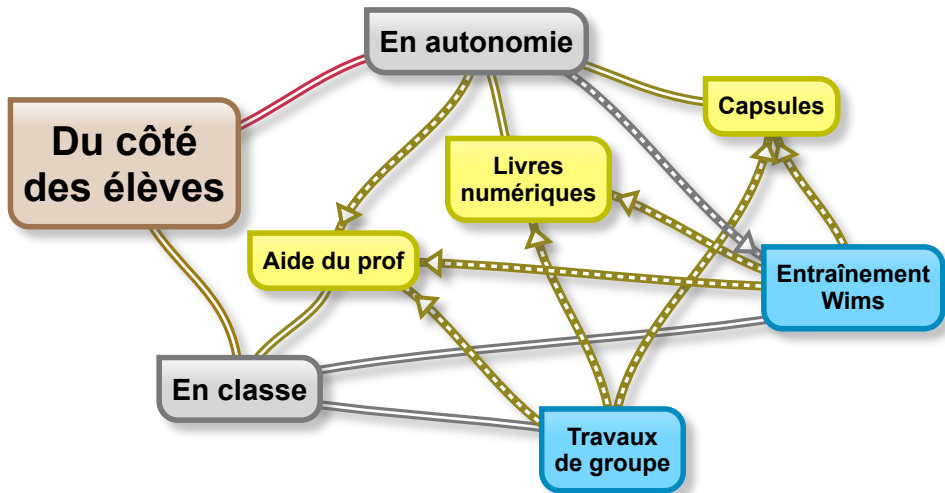 En autonomie
Capsules
Du côté
des élèves
Livres
numériques
Aide du prof
Entraînement
Wims
En classe
Travaux
de groupe